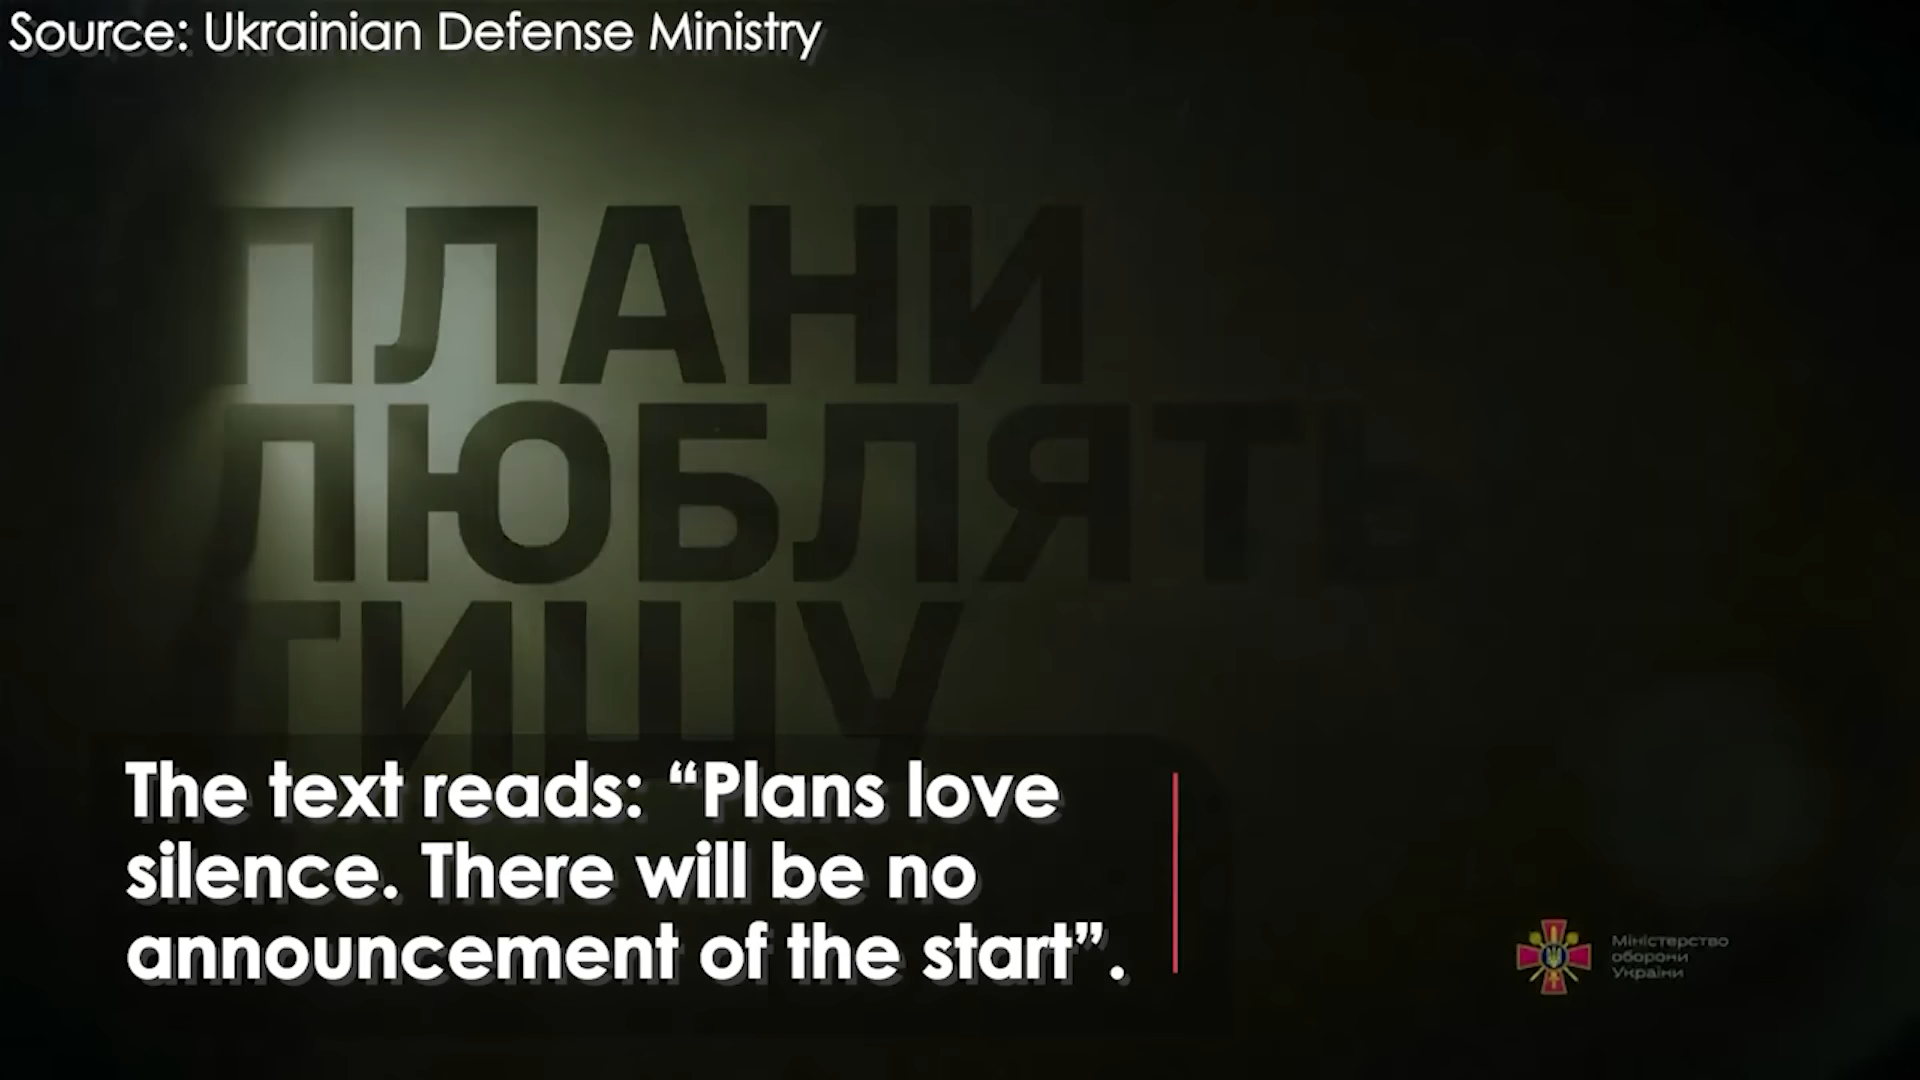 Source: Ukrainian Defense Ministry
ПЛАНИ
ЛЮБЛЯТЬ
ТИШУ
The text reads: “Plans love
silence. There will be no
announcement of the start”.
Міністерство
оборони
України